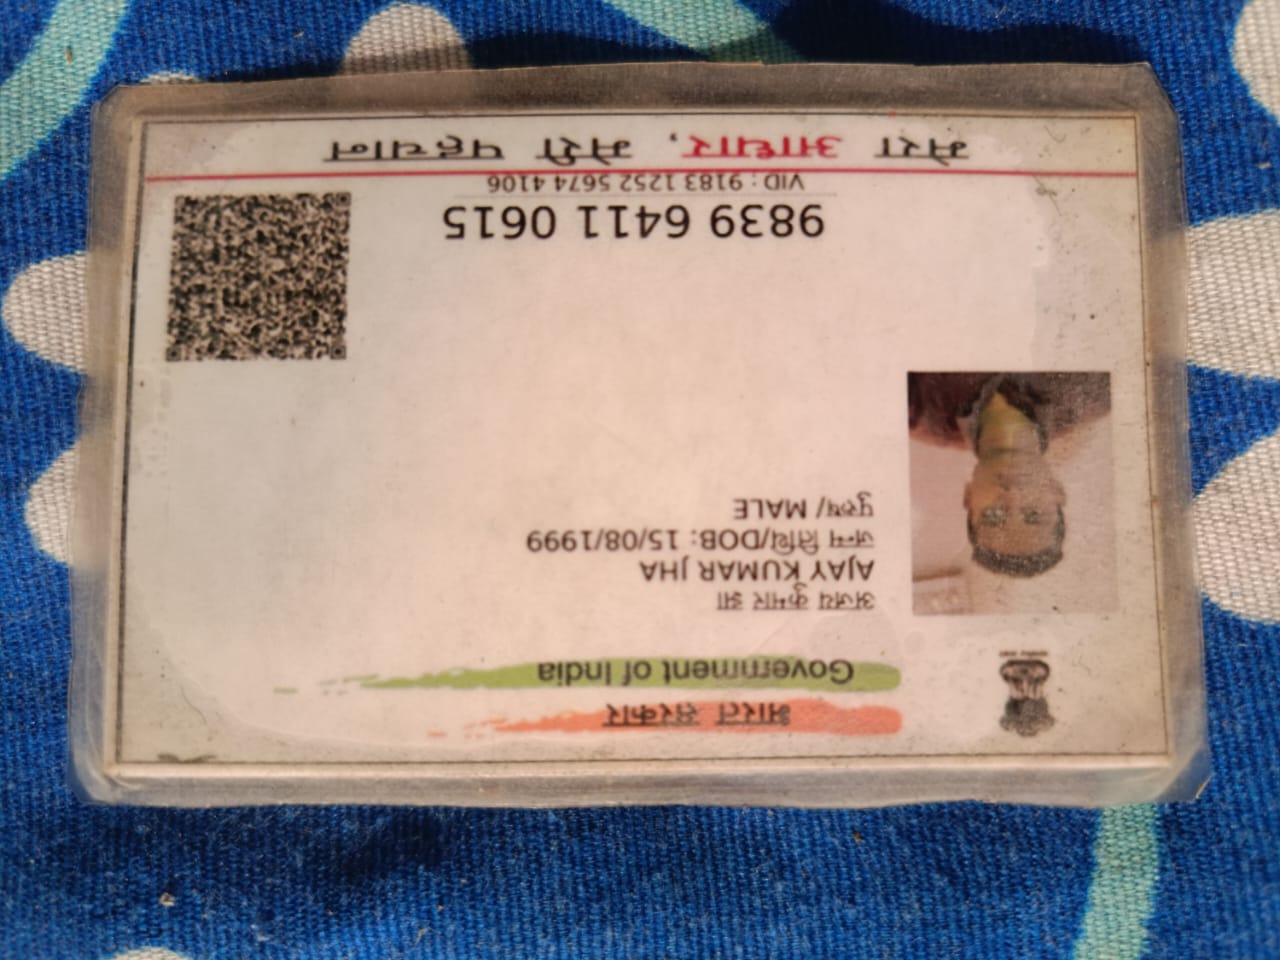 भारत सरकार
Government of India
अजय कुमार झा
AJAY KUMAR JHA
जन्म तिथि/DOB: 15/08/1999
पुरुष/ MALE
9839 6411 0615
VID : 9183 1252 5674 4106
मेरा आधार, मेरी पहचान